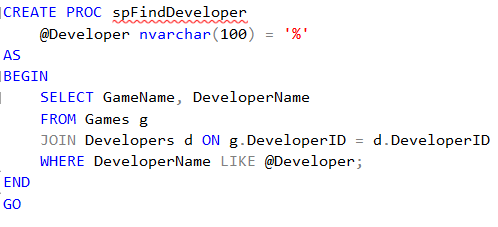 CREATE PROC spFindDeveloper
    @Developer nvarchar(100) = '%'
AS
BEGIN
    SELECT GameName, DeveloperName
    FROM Games g
    JOIN Developers d ON g.DeveloperID = d.DeveloperID
    WHERE DeveloperName LIKE @Developer;
END
GO